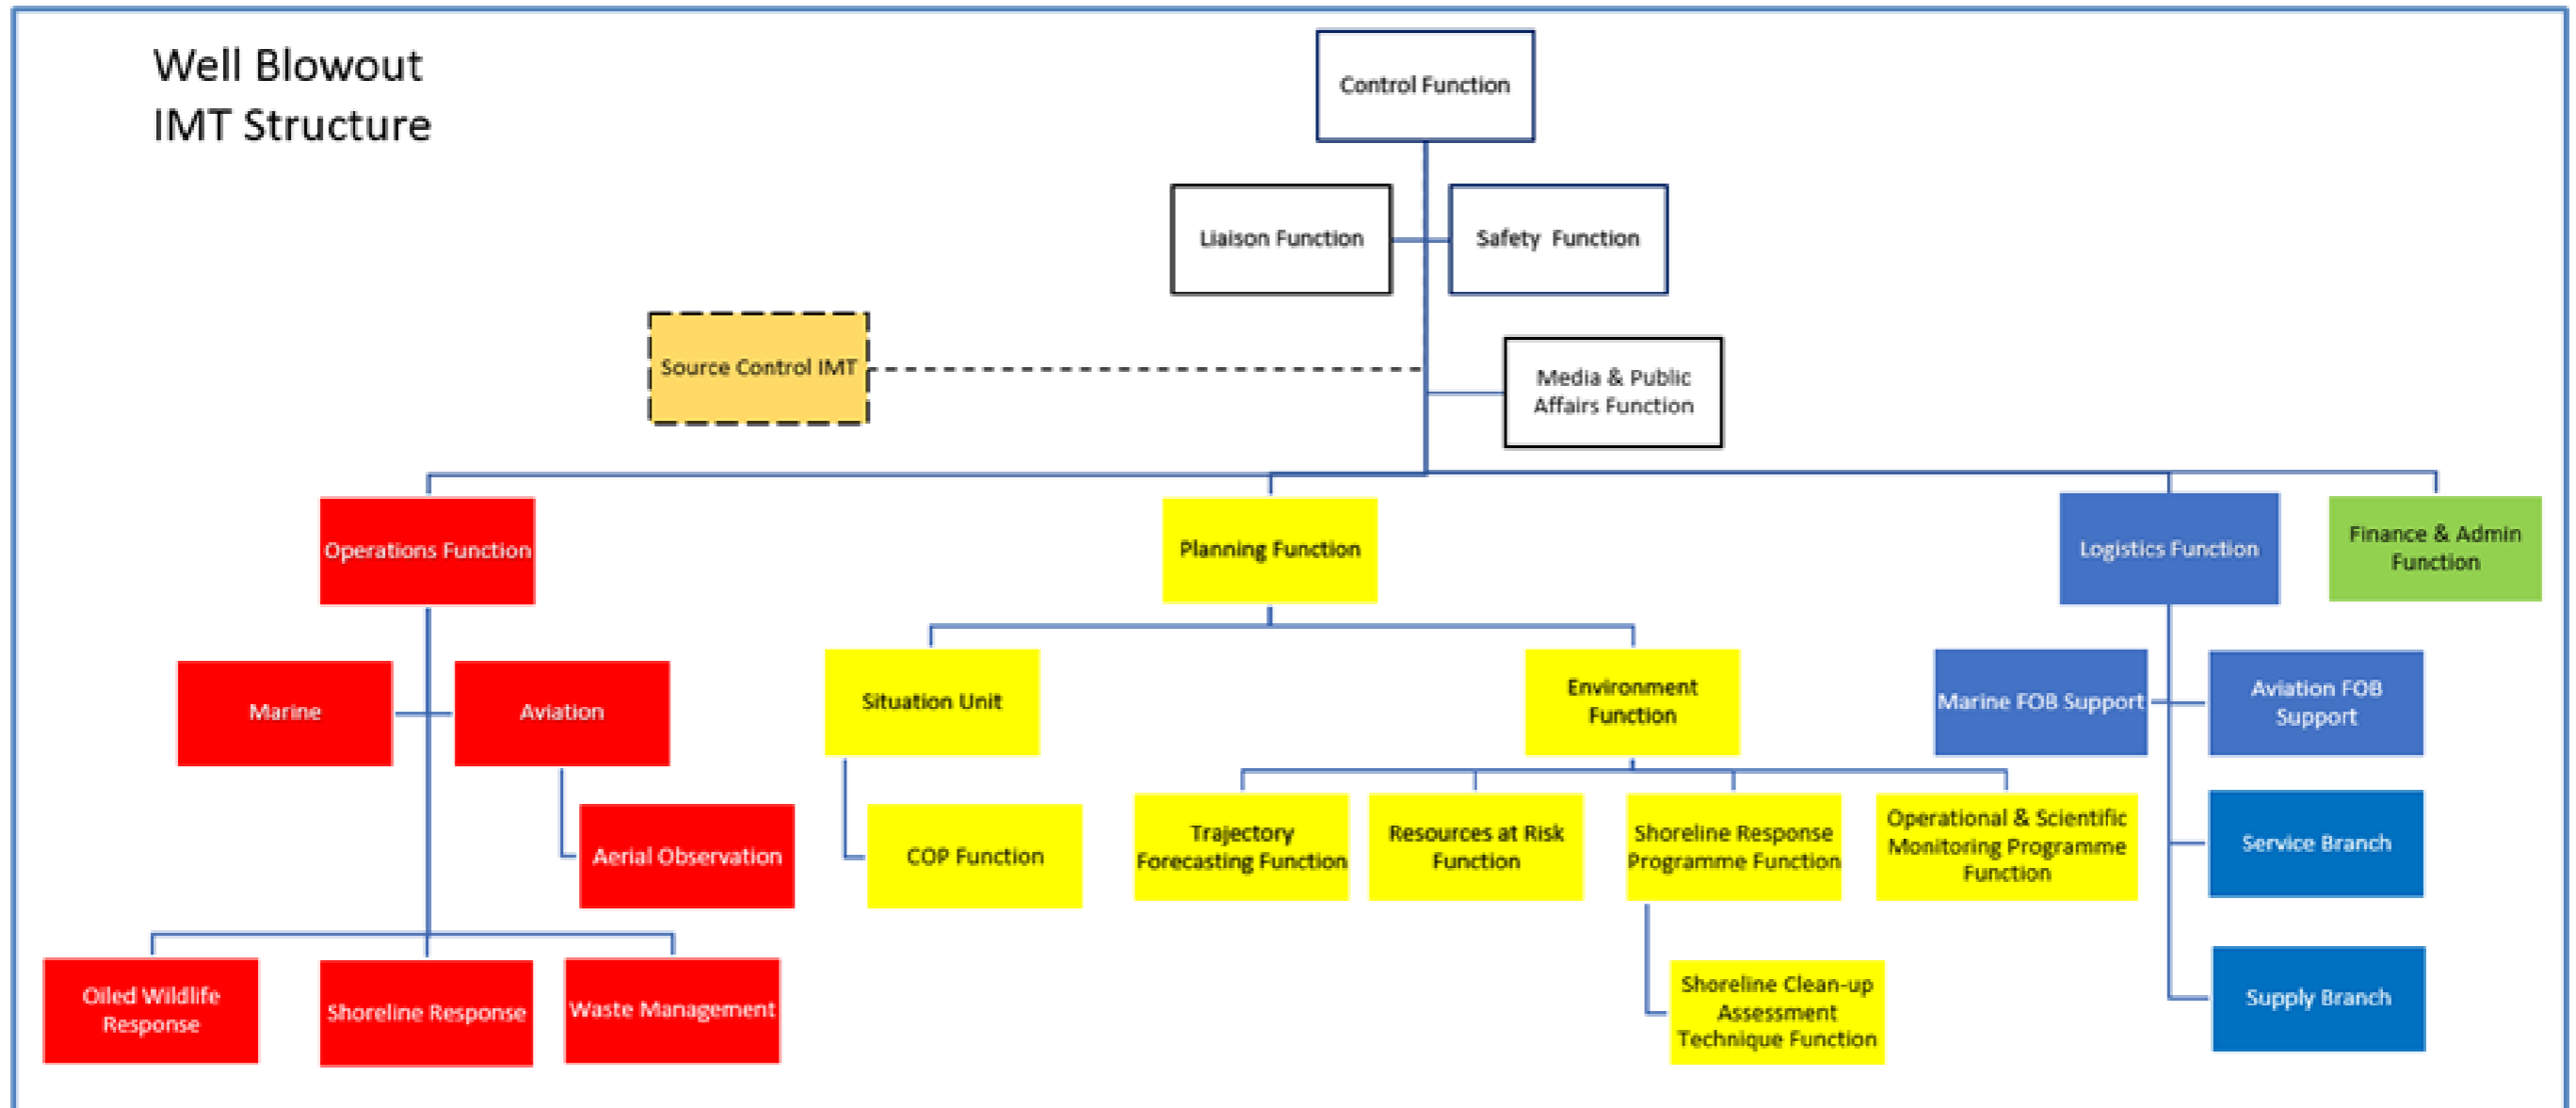 Well Blowout
IMT Structure
Control Function
Liaison Function
Safety Function
Source Control IMT
Media & Public
Affairs Function
Operations Function
Planning Function
Logistics Function
Finance & Admin
Function
Marine
Aviation
Situation Unit
Environment
Function
Marine FOB Support
Aviation FOB
Support
Aerial Observation
COP Function
Trajectory
Forecasting Function
Resources at Risk
Function
Shoreline Response
Programme Function
Operational & Scientific
Monitoring Programme
Function
Service Branch
Oiled Wildlife
Response
Shoreline Response
Waste Management
Shoreline Clean-up
Assessment
Technique Function
Supply Branch